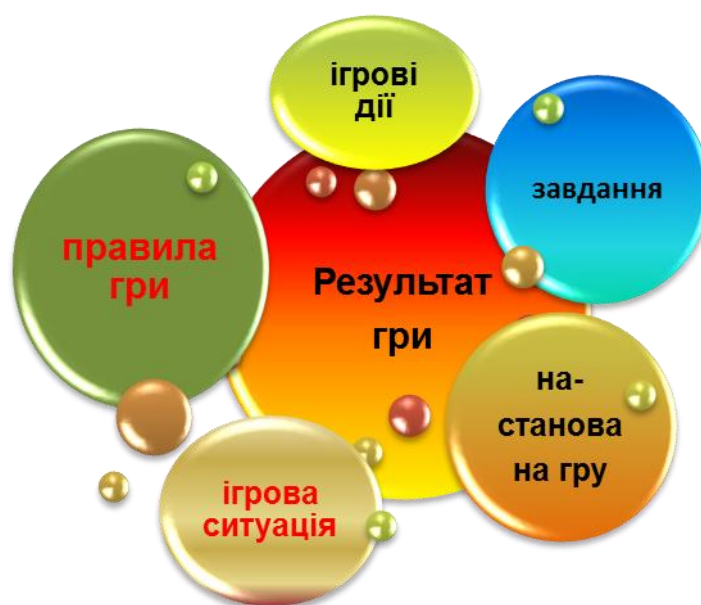 ігрові
дії
завдання
правила
гри
Результат
гри
на-
станова
на гру
ігрова
ситуація